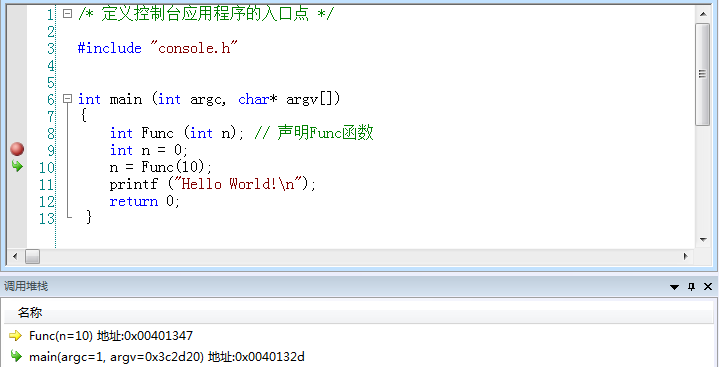 1 /* 定义控制台应用程序的入口点 */
2
3 #include "console.h"
4
5
6 int main (int argc, char* argv[])
7 {
8 int Func (int n); // 声明Func函数
9 int n = 0;
10 n = Func(10);
11 printf ("Hello World!\n");
12 return 0;
13 }
调用堆栈
名称
Func(n=10) 地址:0x00401347
main(argc=1, argv=0x3c2d20) 地址:0x0040132d